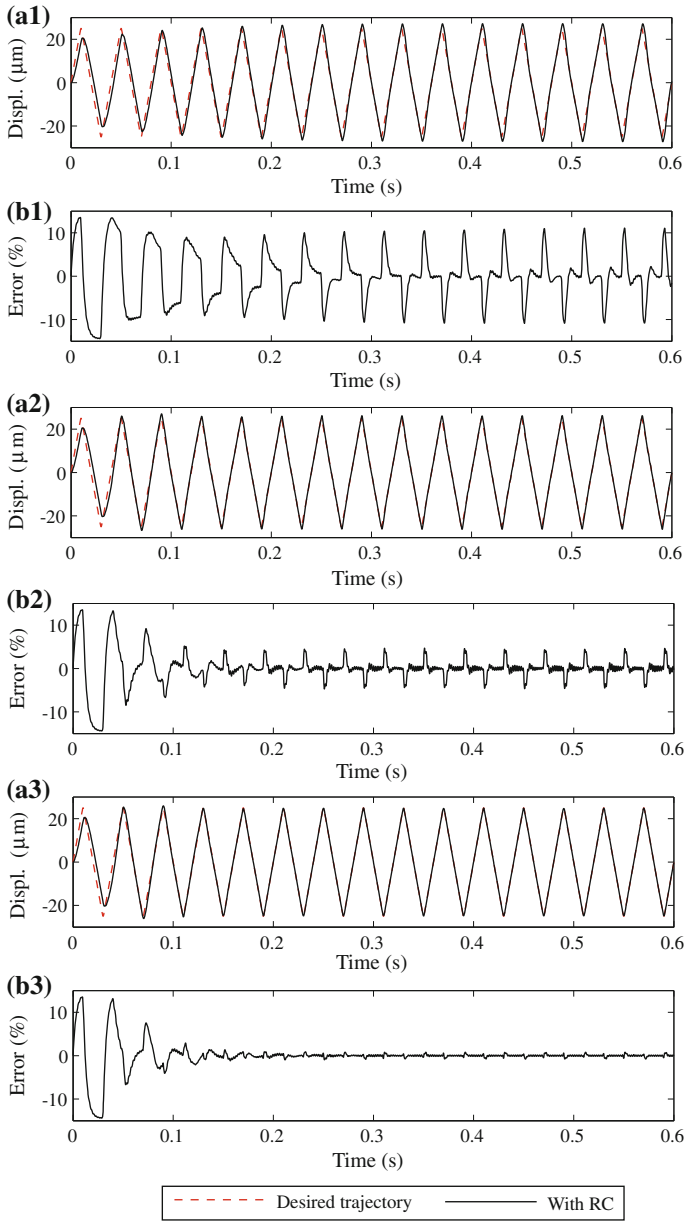 (a1)
Displ. (μm)
20
0
-20
0 0.1 0.2 0.3 0.4 0.5 0.6
Time (s)
(b1)
Error (%)
10
0
-10
0 0.1 0.2 0.3 0.4 0.5 0.6
Time (s)
(a2)
Displ. (μm)
20
0
-20
0 0.1 0.2 0.3 0.4 0.5 0.6
Time (s)
(b2)
Error (%)
10
0
-10
0 0.1 0.2 0.3 0.4 0.5 0.6
Time (s)
(a3)
Displ. (μm)
20
0
-20
0 0.1 0.2 0.3 0.4 0.5 0.6
Time (s)
(b3)
Error (%)
10
0
-10
0 0.1 0.2 0.3 0.4 0.5 0.6
Time (s)
Desired trajectory With RC